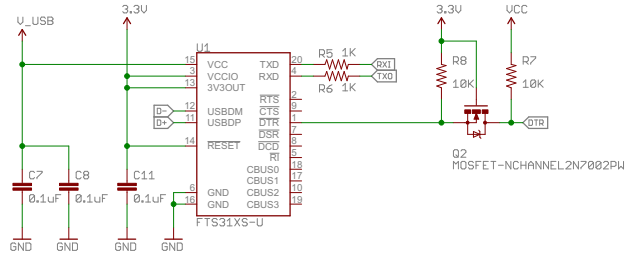 V_USB
3.3V
3.3V
VCC
U1
15
VCC
TXD
20
R5
1K
RXI
3
VCCIO
RXD
4
TXO
13
3V3OUT
R6
1K
R8
R7
10K
10K
RTS
2
D-
12
USBDM
CTS
9
D+
11
USBDP
DTR
1
DTR
DSR
7
14
RESET
DCD
8
RI
5
Q2
MOSFET-NCHANNEL2N7002PW
C7
C8
C11
CBUS0
18
CBUS1
17
0.1uF
0.1uF
0.1uF
6
GND
CBUS2
10
16
GND
CBUS3
19
FTS31XS-U
GND
GND
GND
GND